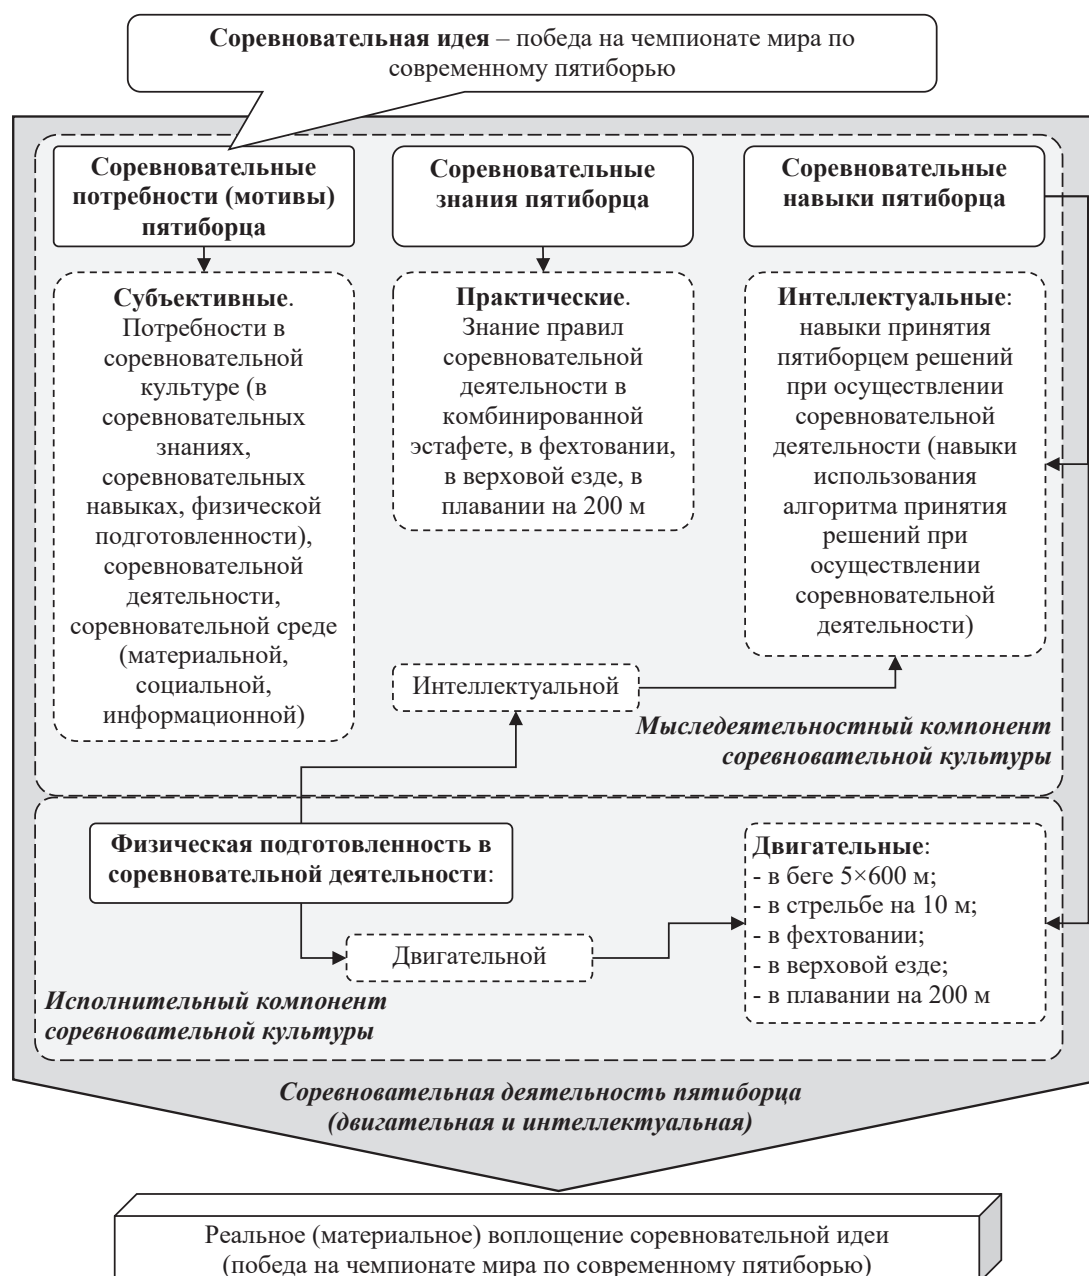 Соревновательная идея – победа на чемпионате мира по
современному пятиборью
Соревновательные
потребности (мотивы)
пятиборца
Соревновательные
знания пятиборца
Соревновательные
навыки пятиборца
Субъективные.
Потребности в
соревновательной
культуре (в
соревновательных
знаниях,
соревновательных
навыках, физической
подготовленности),
соревновательной
деятельности,
соревновательной среде
(материальной,
социальной,
информационной)
Практические.
Знание правил
соревновательной
деятельности в
комбинированной
эстафете, в фехтовании,
в верховой езде, в
плавании на 200 м
Интеллектуальные:
навыки принятия
пятиборцем решений
при осуществлении
соревновательной
деятельности (навыки
использования
алгоритма принятия
решений при
осуществлении
соревновательной
деятельности)
Интеллектуальной
Мыследеятельностный компонент
соревновательной культуры
Физическая подготовленность в
соревновательной деятельности:
Двигательной
Двигательные:
- в беге 5×600 м;
- в стрельбе на 10 м;
- в фехтовании;
- в верховой езде;
- в плавании на 200 м
Исполнительный компонент
соревновательной культуры
Соревновательная деятельность пятиборца
(двигательная и интеллектуальная)
Реальное (материальное) воплощение соревновательной идеи
(победа на чемпионате мира по современному пятиборью)